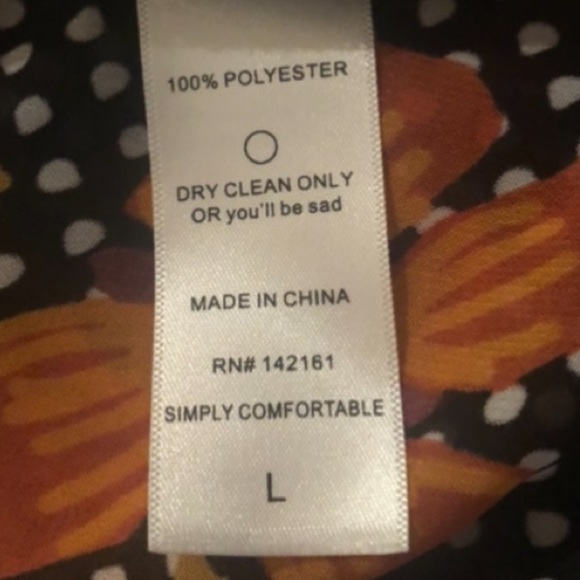 100% POLYESTER
DRY CLEAN ONLY
OR you'll be sad
MADE IN CHINA
RN# 142161
SIMPLY COMFORTABLE
L